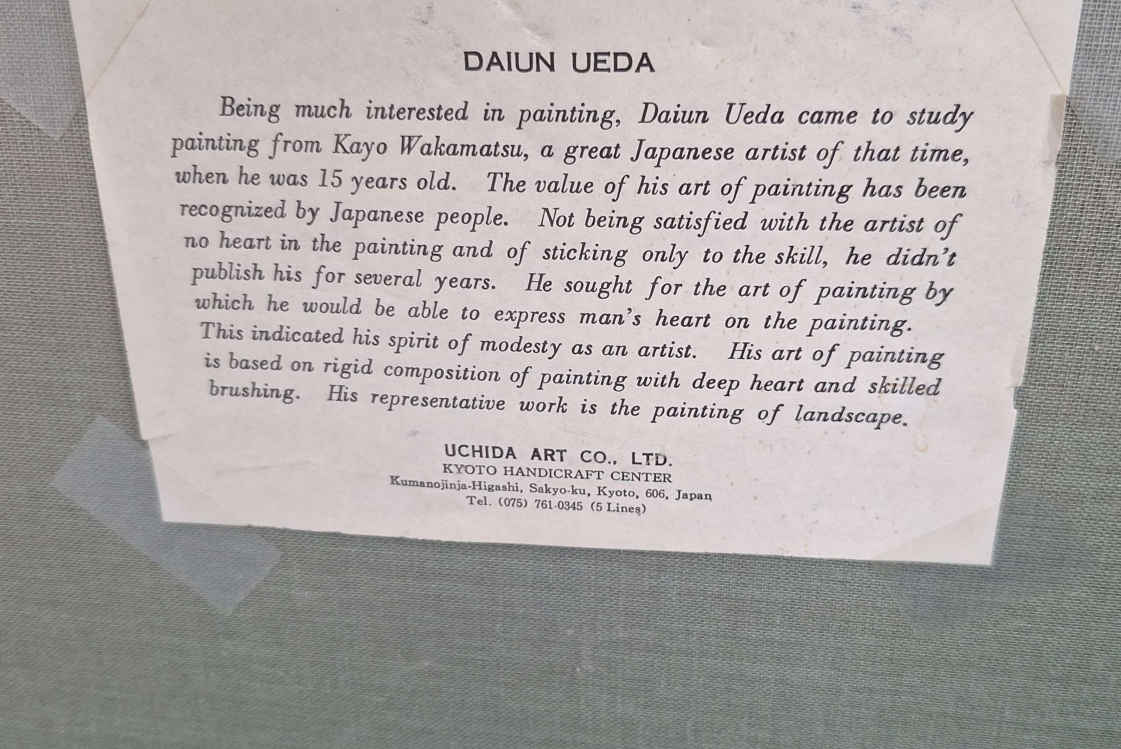 DAIUN UEDA
Being much interested in painting, Daiun Ueda came to study
painting from Kayo Wakamatsu, a great Japanese artist of that time,
when he was 15 years old. The value of his art of painting has been
recognized by Japanese people. Not being satisfied with the artist of
no heart in the painting and of sticking only to the skill, he didn't
publish his for several years. He sought for the art of painting by
which he would be able to express man's heart on the painting.
This indicated his spirit of modesty as an artist. His art of painting
is based on rigid composition of painting with deep heart and skilled
brushing. His representative work is the painting of landscape.
UCHIDA ART CO., LTD.
KYOTO HANDICRAFT CENTER
Kumanojinja-Higashi, Sakyo-ku, Kyoto, 606, Japan
Tel. (075) 761-0345 (5 Lines)